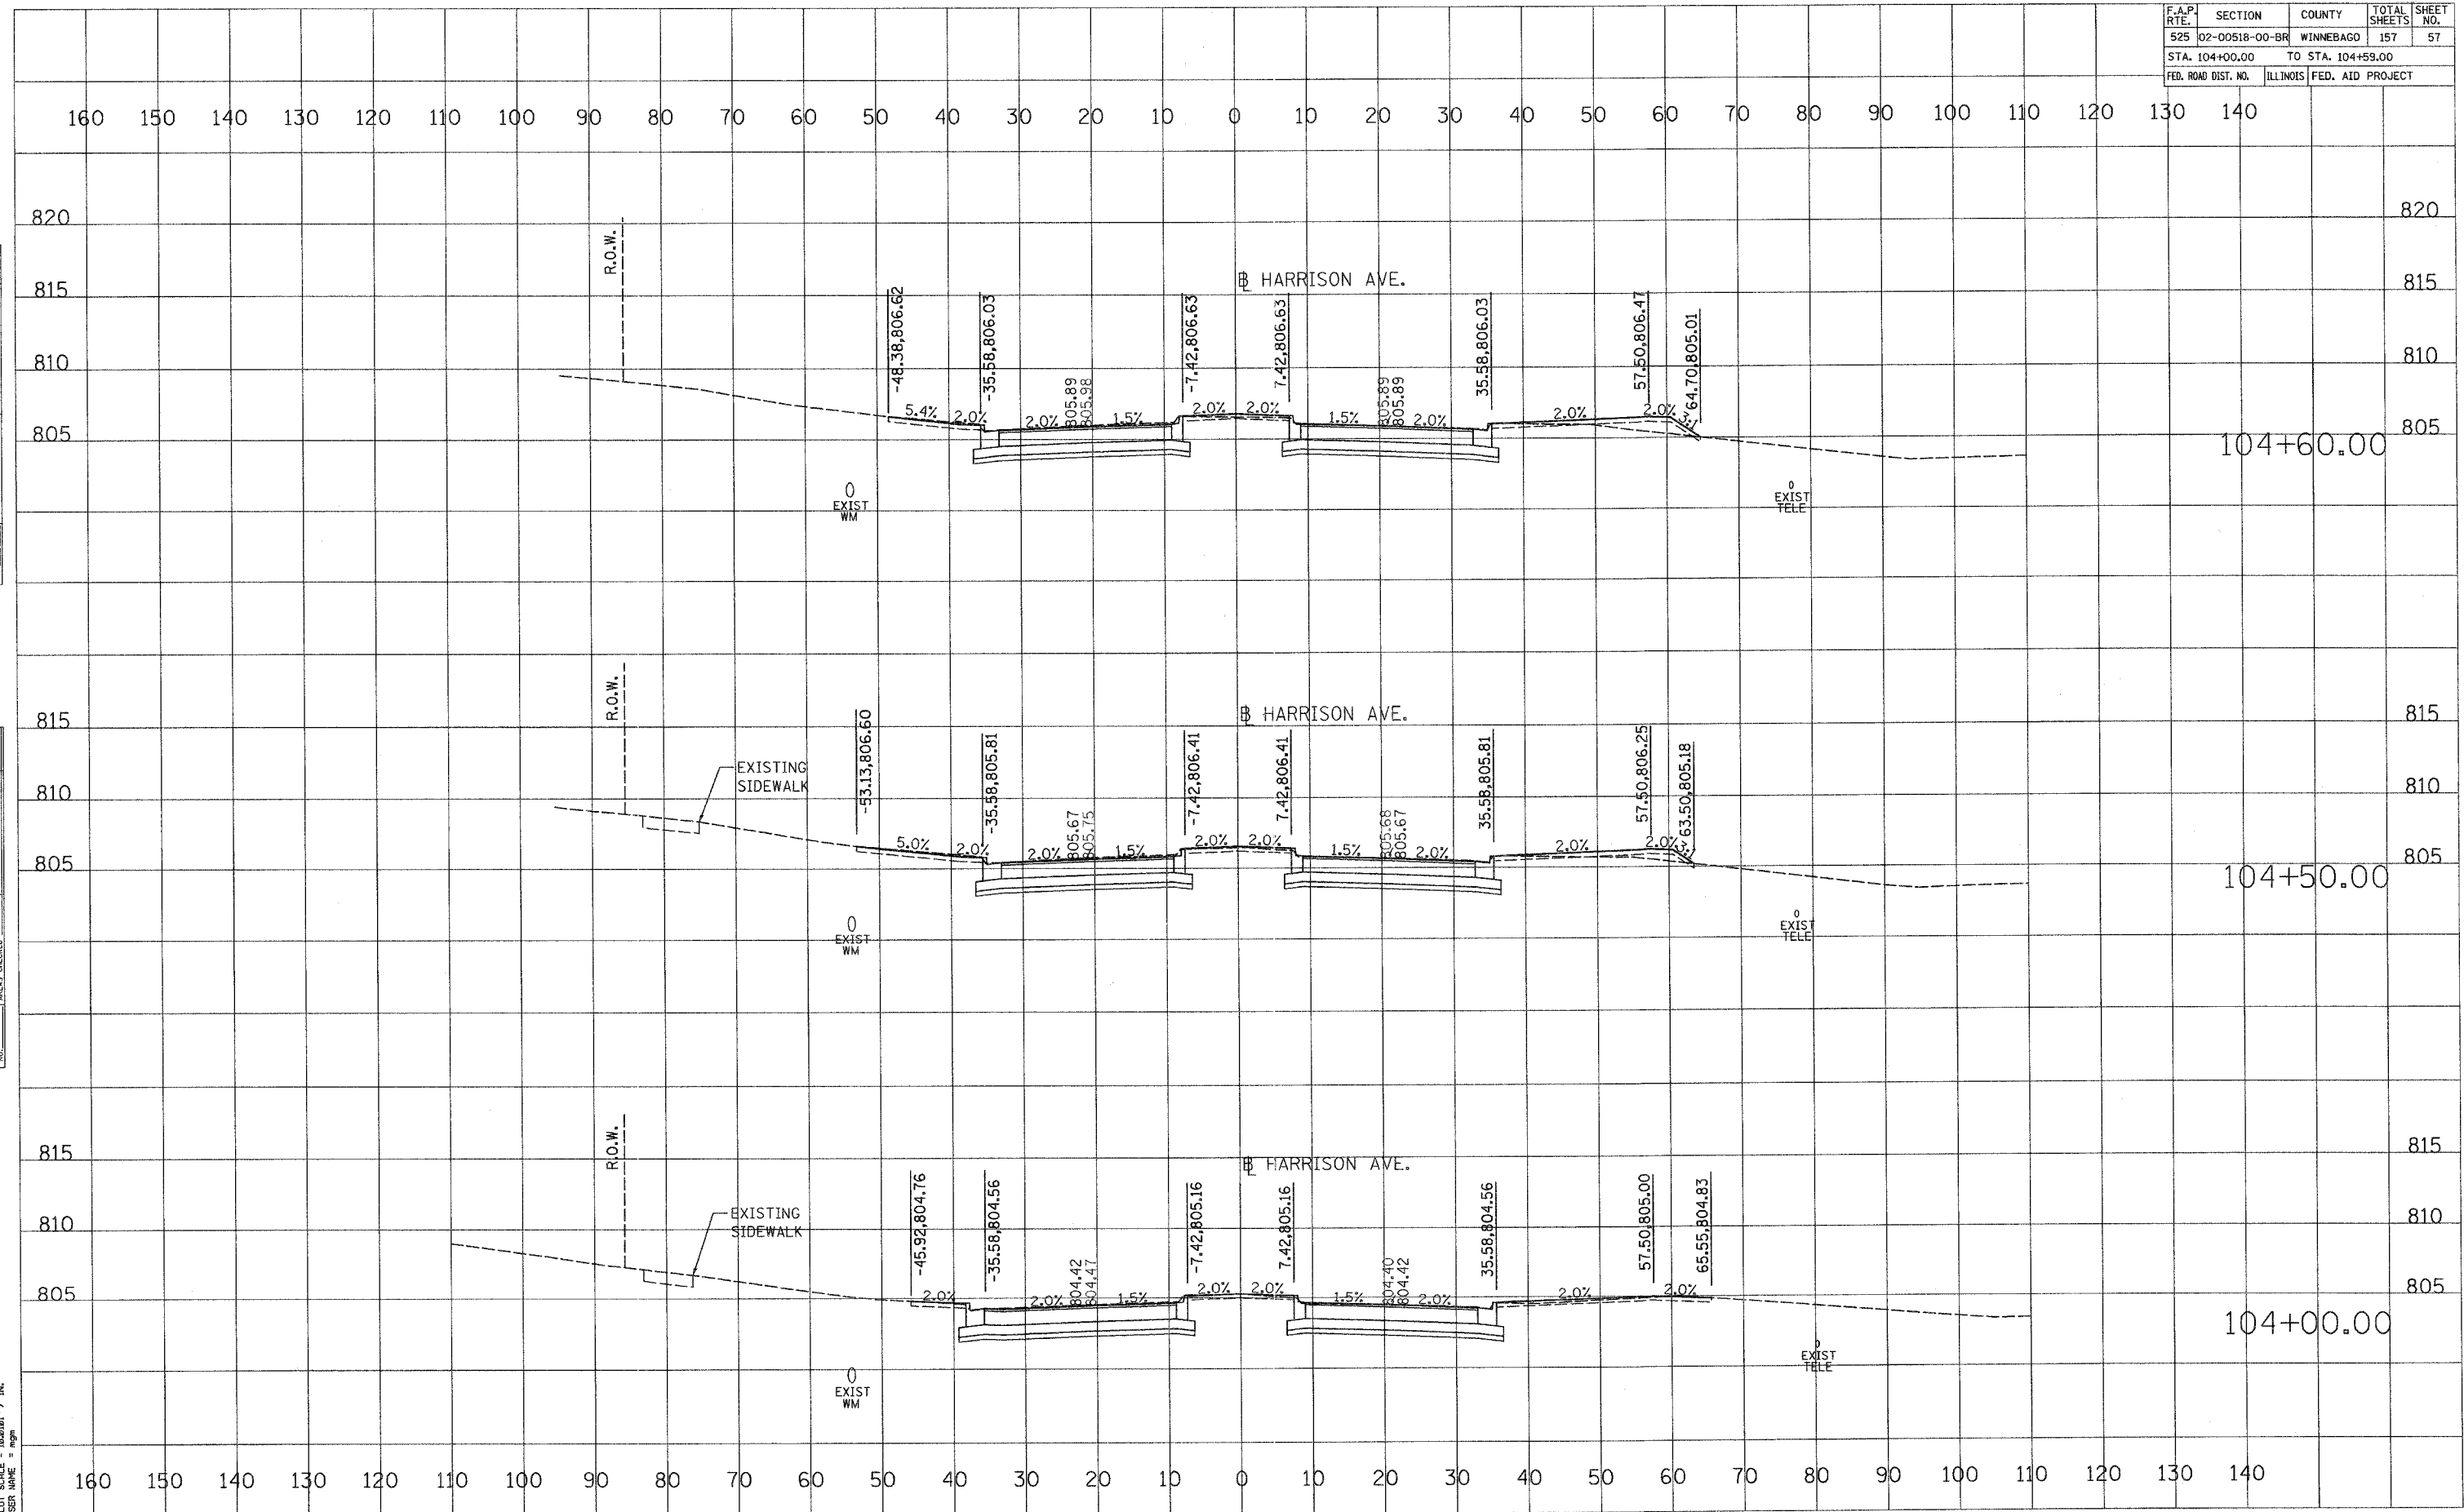 F.A.P. RTE. SECTION COUNTY TOTAL SHEETS SHEET NO.
525 02-00518-00-BR WINNEBAGO 157 57
STA. 104+00.00 TO STA. 104+59.00
FED. ROAD DIST. NO. ILLINOIS FED. AID PROJECT
160 150 140 130 120 110 100 90 80 70 60 50 40 30 20 10 0 10 20 30 40 50 60 70 80 90 100 110 120 130 140
820 820
R.O.W.
℄ HARRISON AVE.
815 815
-48.38,806.62 -35.58,806.03 -7.42,806.63 7.42,806.63 35.58,806.03 57.50,806.47 64.70,805.01
810 810
805.89 805.98 805.89 805.89
5.4% 2.0% 2.0% 1.5% 2.0% 2.0% 1.5% 2.0% 2.0% 2.0% 3:1
805 805
104+60.00
0 0
EXIST EXIST
WM TELE
R.O.W.
815 ℄ HARRISON AVE. 815
-53.13,806.60 -35.58,805.81 -7.42,806.41 7.42,806.41 35.58,805.81 57.50,806.25 63.50,805.18
EXISTING
SIDEWALK
810 810
805.67 805.75 805.68 805.67
5.0% 2.0% 2.0% 1.5% 2.0% 2.0% 1.5% 2.0% 2.0% 2.0% 3:1
805 805
104+50.00
0 0
EXIST EXIST
WM TELE
R.O.W.
815 ℄ HARRISON AVE. 815
-45.92,804.76 -35.58,804.56 -7.42,805.16 7.42,805.16 35.58,804.56 57.50,805.00 65.55,804.83
EXISTING
SIDEWALK
810 810
804.42 804.47 804.40 804.42
2.0% 2.0% 1.5% 2.0% 2.0% 1.5% 2.0% 2.0% 2.0%
805 805
104+00.00
0 0
EXIST EXIST
WM TELE
160 150 140 130 120 110 100 90 80 70 60 50 40 30 20 10 0 10 20 30 40 50 60 70 80 90 100 110 120 130 140
USER NAME = mgm